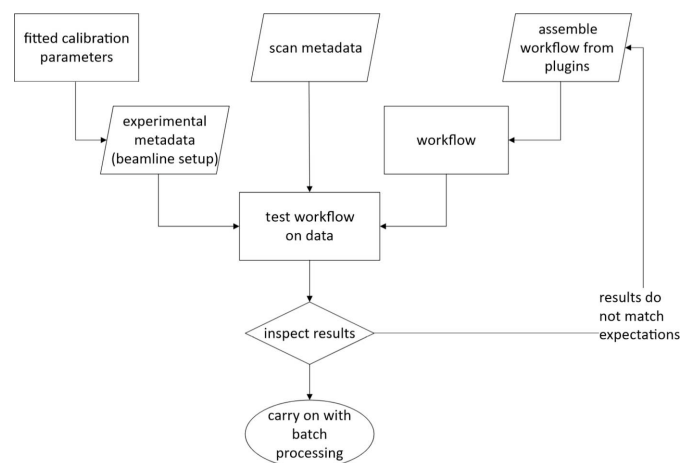 fitted calibration
parameters
scan metadata
assemble
workflow from
plugins
experimental
metadata
(beamline setup)
workflow
test workflow
on data
results do
not match
expectations
inspect results
carry on with
batch
processing